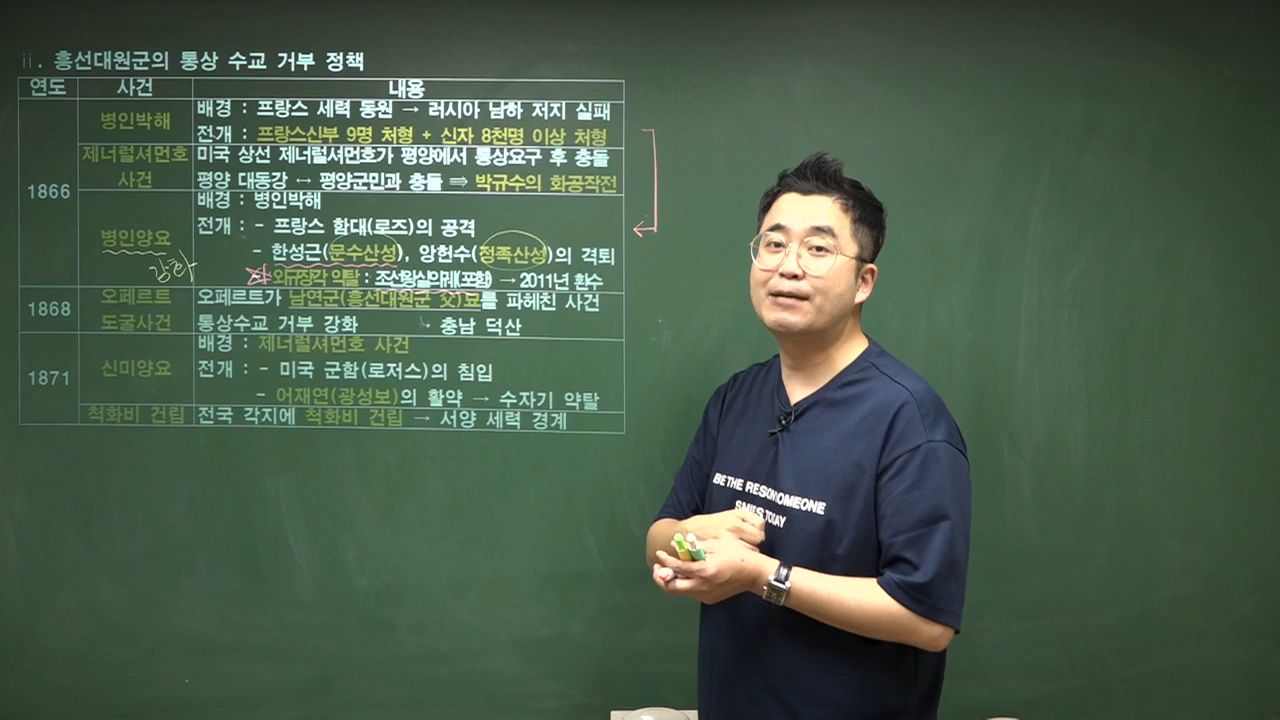 ⅱ. 흥선대원군의 통상 수교 거부 정책
연도 사건 내용
1866
병인박해
배경 : 프랑스 세력 동원 → 러시아 남하 저지 실패
전개 : 프랑스신부 9명 처형 + 신자 8천명 이상 처형
제너럴셔먼호
사건
미국 상선 제너럴셔먼호가 평양에서 통상요구 후 충돌
평양 대동강 ↔ 평양군민과 충돌 ⇒ 박규수의 화공작전
병인양요
강화
배경 : 병인박해
전개 : - 프랑스 함대(로즈)의 공격
- 한성근(문수산성), 양헌수(정족산성)의 격퇴
외규장각 의궤 약탈 : 조선왕실의궤(포함) → 2011년 환수
1868
오페르트
도굴사건
오페르트가 남연군(흥선대원군 父)묘를 파헤친 사건
통상수교 거부 강화 ↳ 충남 덕산
1871
신미양요
배경 : 제너럴셔먼호 사건
전개 : - 미국 군함(로저스)의 침입
- 어재연(광성보)의 활약 → 수자기 약탈
척화비 건립
전국 각지에 척화비 건립 → 서양 세력 경계
BE THE RESON
OMEONE
SMILES TODAY